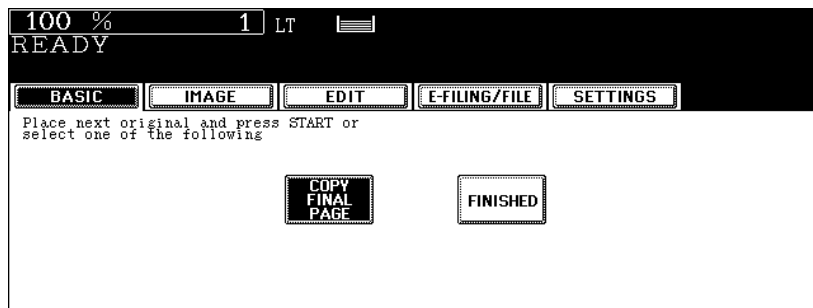 100 % 1 LT
READY
BASIC IMAGE EDIT E-FILING/FILE SETTINGS
Place next original and press START or
select one of the following
COPY
FINAL
PAGE
FINISHED